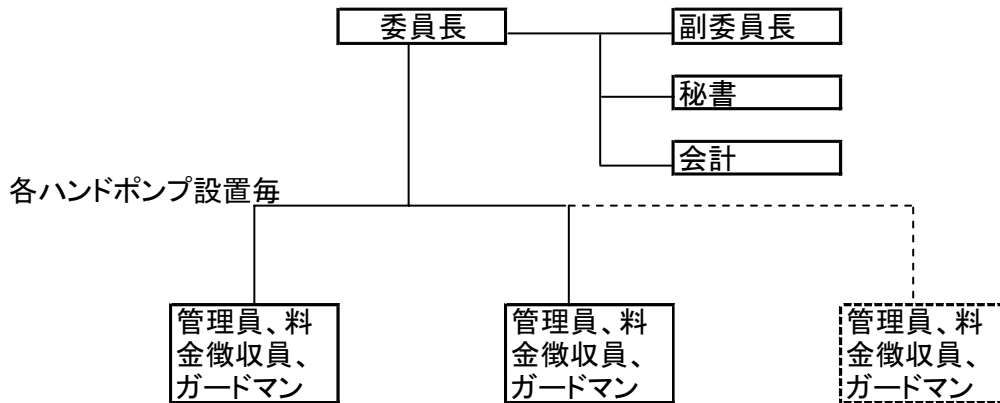 委員長
副委員長
秘書
会計
各ハンドポンプ設置毎
管理員、料
金徴収員、
ガードマン
管理員、料
金徴収員、
ガードマン
管理員、料
金徴収員、
ガードマン